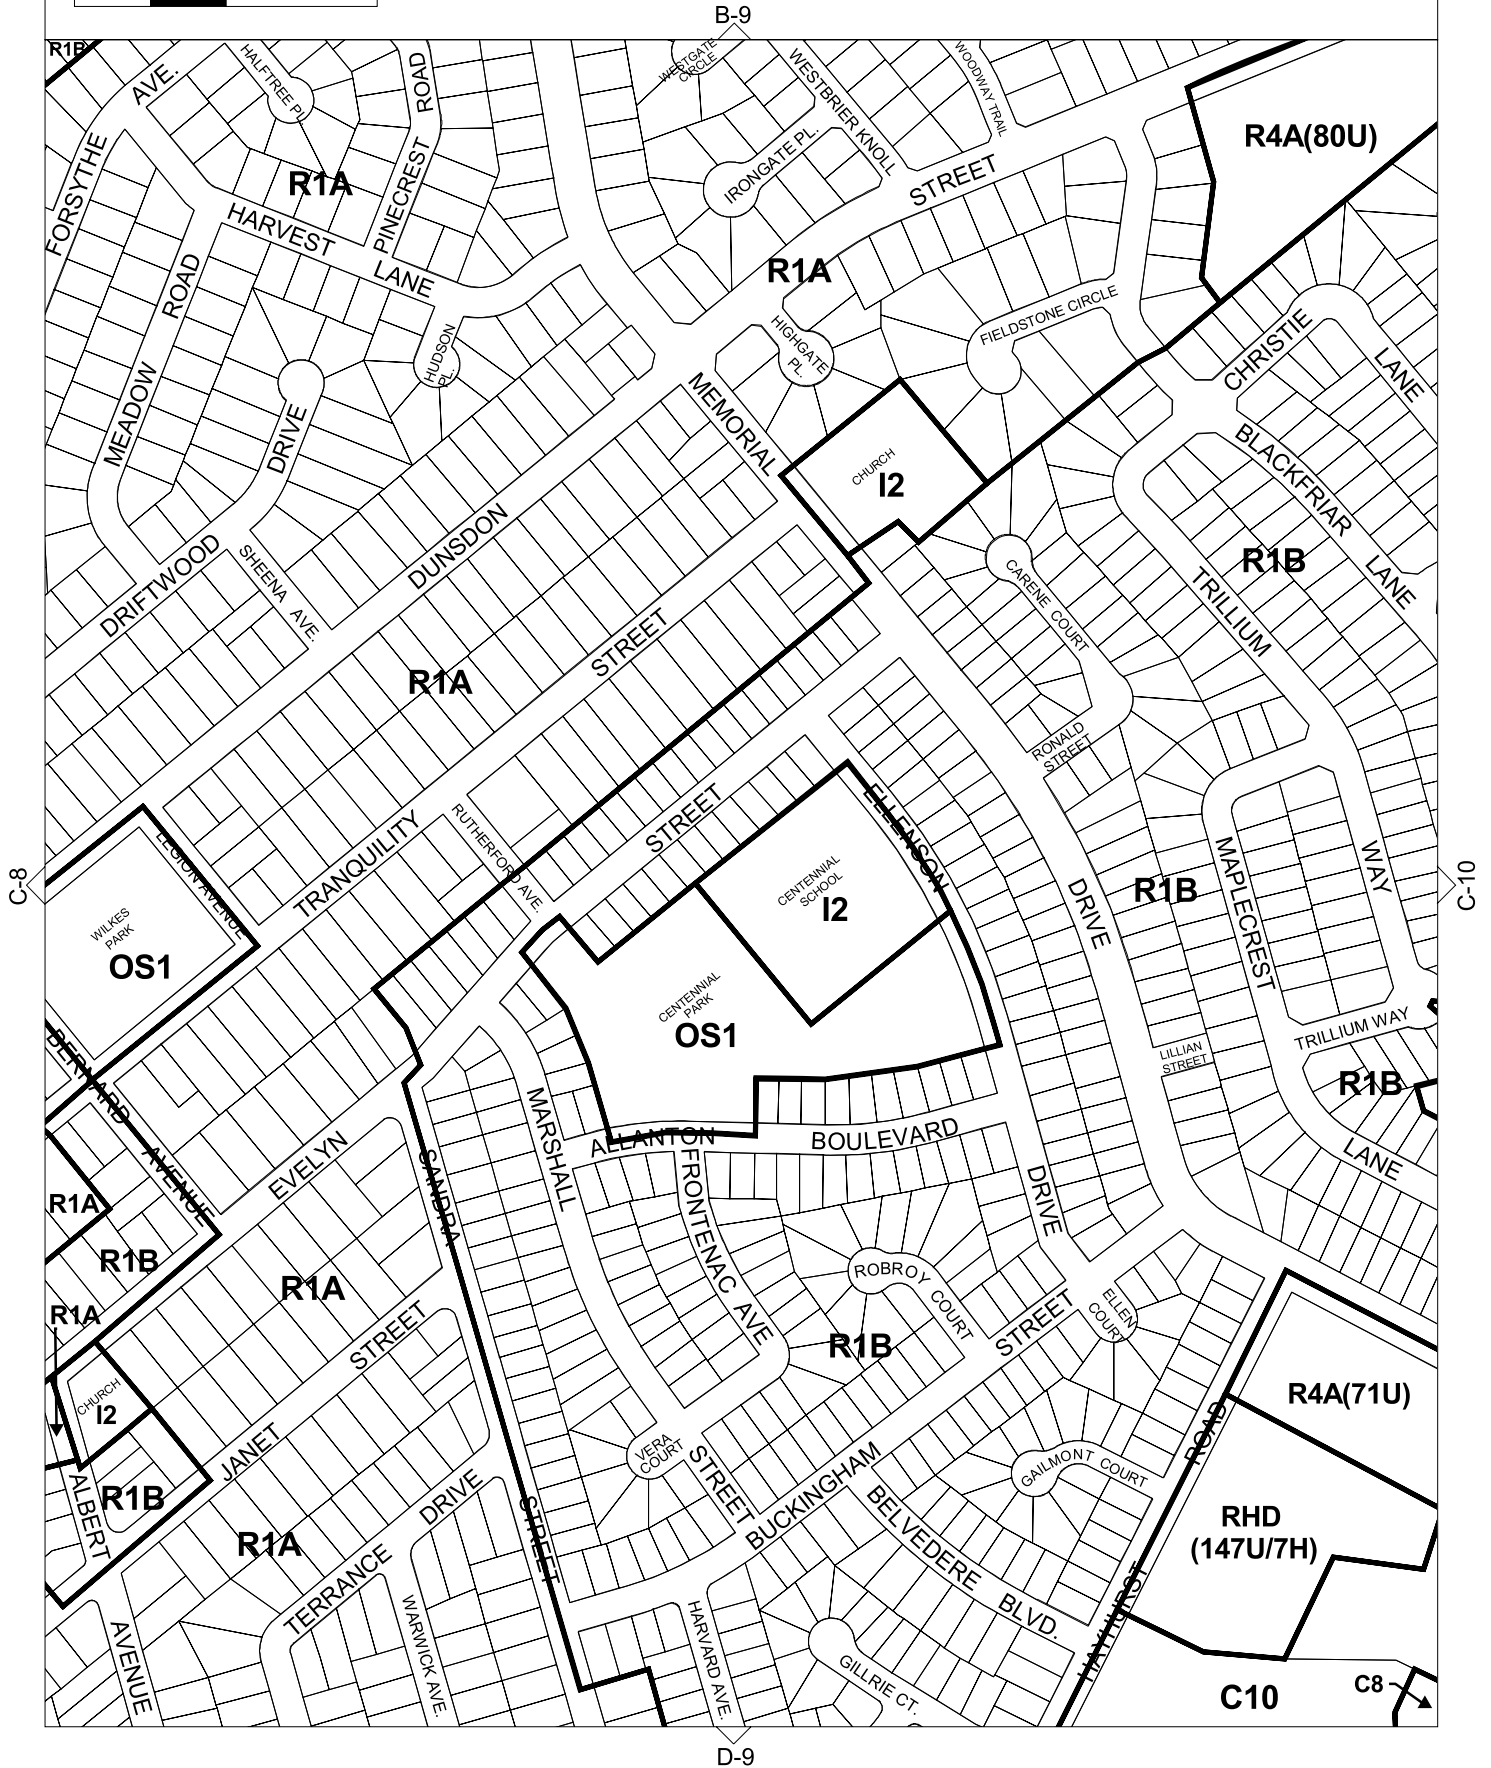 B-9
R1B
AVE.
HALFTREE PL.
ROAD
WESTGATE
CIRCLE
WESTBRIER KNOLL
WOODWAY TRAIL
R4A(80U)
FORSYTHE
R1A
PINECREST
IRONGATE PL.
STREET
HARVEST
LANE
ROAD
R1A
FIELDSTONE CIRCLE
HIGHGATE
PL.
HUDSON
PL.
CHRISTIE
LANE
MEADOW
DRIVE
MEMORIAL
CHURCH
I2
BLACKFRIAR
LANE
DUNSDON
DRIFTWOOD
SHEENA AVE.
CARENE COURT
R1B
TRILLIUM
STREET
R1A
RONALD
STREET
ELLENSON
STREET
RUTHERFORD AVE.
TRANQUILITY
LEGION AVENUE
C-8
WILKES
PARK
OS1
CENTENNIAL
SCHOOL
I2
DRIVE
R1B
MAPLECREST
WAY
C-10
CENTENNIAL
PARK
OS1
TRILLIUM WAY
LILLIAN
STREET
R1B
BERNARD
AVENUE
MARSHALL
ALLANTON
BOULEVARD
LANE
EVELYN
SANDRA
FRONTENAC AVE
DRIVE
R1A
R1B
R1A
ROBROY COURT
R1A
STREET
R1B
STREET
ELLEN
COURT
CHURCH
I2
R4A(71U)
ROAD
JANET
VERA
COURT
STREET
BUCKINGHAM
GAILMONT COURT
ALBERT
R1B
DRIVE
STREET
BELVEDERE
BLVD.
RHD
(147U/7H)
R1A
TERRANCE
WARWICK AVE.
HARVARD AVE.
HAYHURST
AVENUE
GILLRIE CT.
C10
C8
D-9